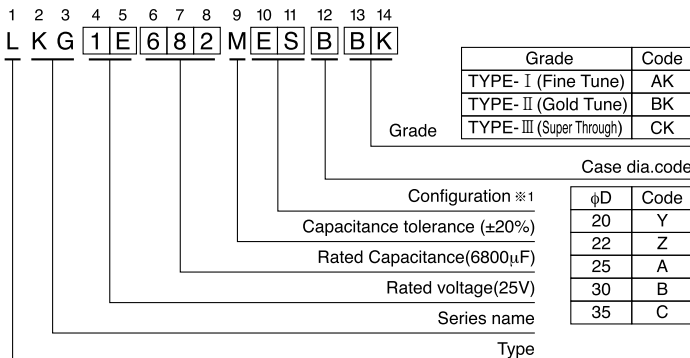 1 2 3 4 5 6 7 8 9 10 11 12 13 14
L K G 1 E 6 8 2 M E S B B K
Grade Code
TYPE-Ⅰ(Fine Tune) AK
TYPE-Ⅱ(Gold Tune) BK
TYPE-Ⅲ(Super Through) CK
Grade
Case dia.code
Configuration ※1
Capacitance tolerance (±20%)
Rated Capacitance(6800μF)
Rated voltage(25V)
Series name
Type
ϕD Code
20 Y
22 Z
25 A
30 B
35 C